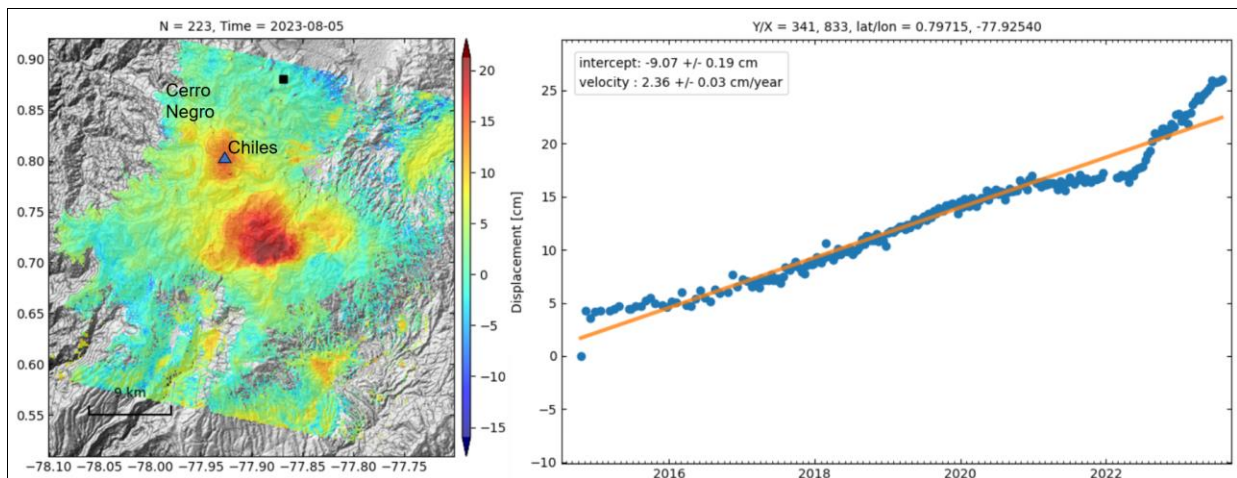 N = 223, Time = 2023-08-05
0.90
0.85
0.80
0.75
0.70
0.65
0.60
0.55
Cerro
Negro
Chiles
9 km
−78.10 −78.05 −78.00 −77.95 −77.90 −77.85 −77.80 −77.75
20
15
10
5
0
−5
−10
−15
Displacement [cm]
Y/X = 341, 833, lat/lon = 0.79715, -77.92540
intercept: -9.07 +/- 0.19 cm
velocity : 2.36 +/- 0.03 cm/year
25
20
15
10
5
0
−5
−10
2016 2018 2020 2022